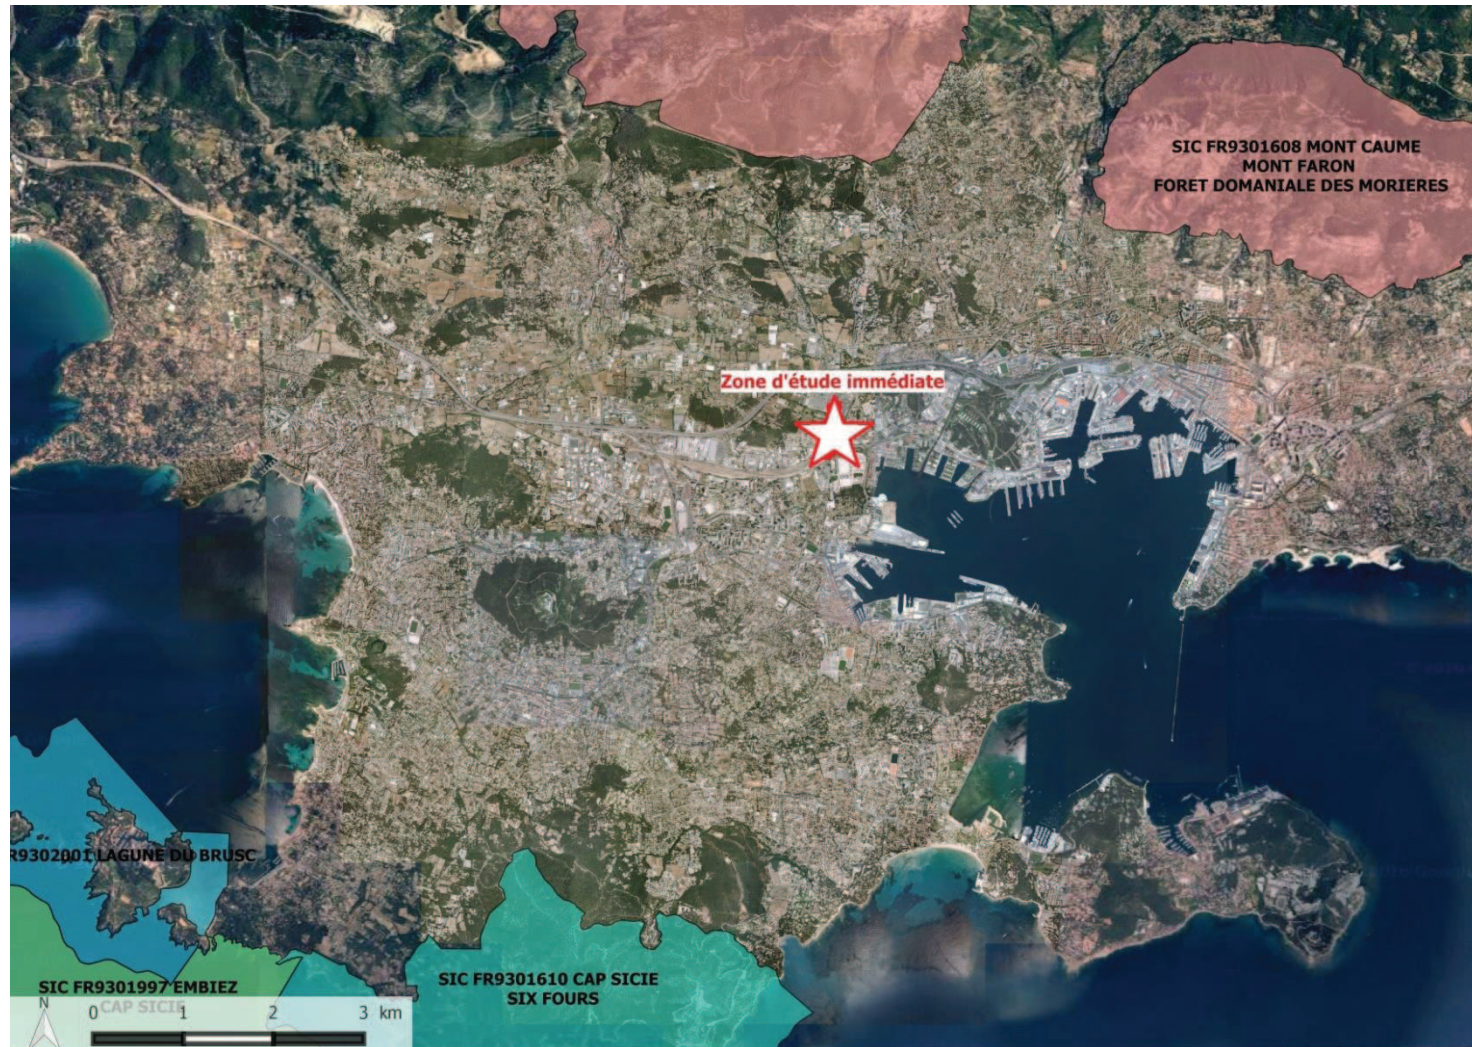 SIC FR9301608 MONT CAUME
MONT FARON
FORET DOMANIALE DES MORIERES
Zone d'étude immédiate
R9302001 LAGUNE DU BRUSC
SIC FR9301610 CAP SICIE
SIX FOURS
SIC FR9301997 EMBIEZ
CAP SICIE
N
0 1 2 3 km